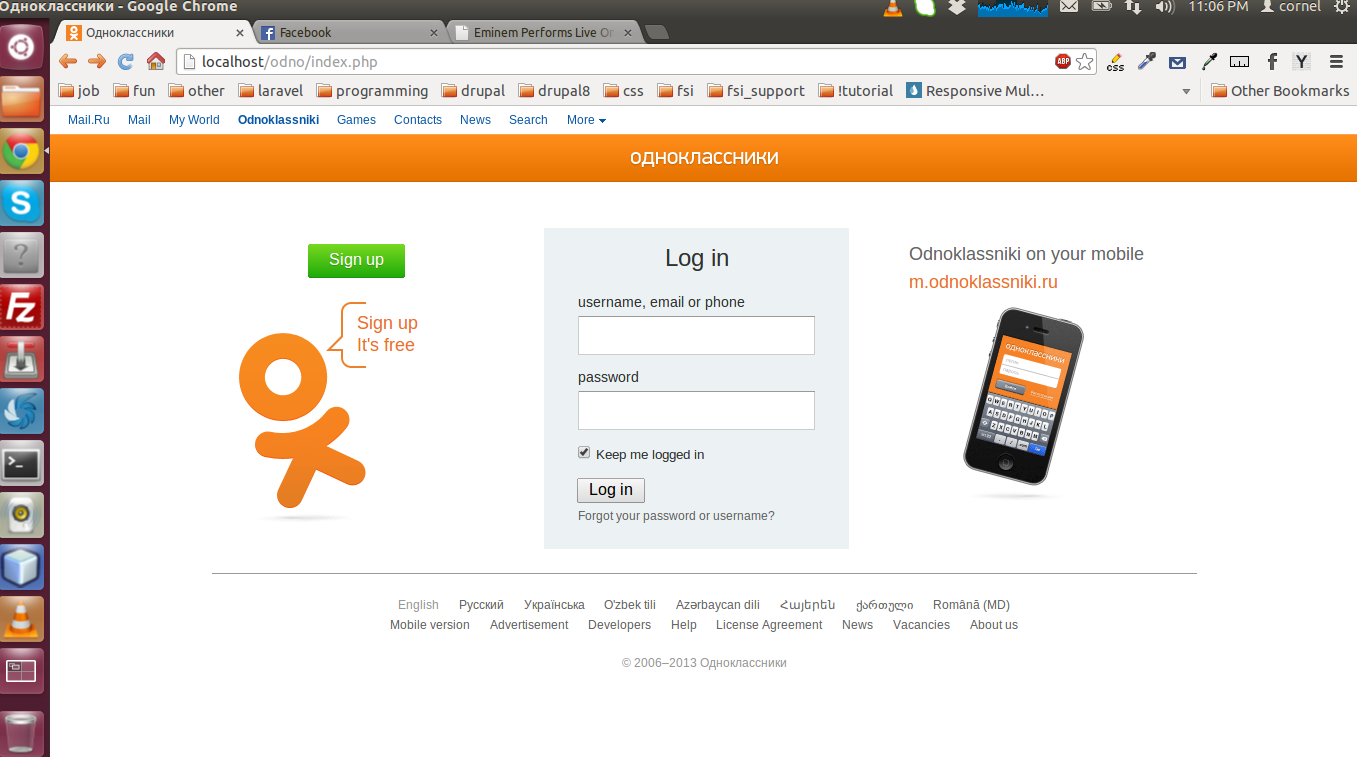 Одноклассники - Google Chrome
11:06 PM cornel
Одноклассники
Facebook
Eminem Performs Live Or
localhost/odno/index.php
ABP
css
job fun other laravel programming drupal drupal8 css fsi fsi_support !tutorial Responsive Mul... Other Bookmarks
Mail.Ru Mail My World Odnoklassniki Games Contacts News Search More
одноклассники
Sign up
Sign up
It's free
Log in
username, email or phone
password
Keep me logged in
Log in
Forgot your password or username?
Odnoklassniki on your mobile
m.odnoklassniki.ru
одноклассники
English Русский Українська O'zbek tili Azərbaycan dili Հայերեն ქართული Română (MD)
Mobile version Advertisement Developers Help License Agreement News Vacancies About us
© 2006–2013 Одноклассники